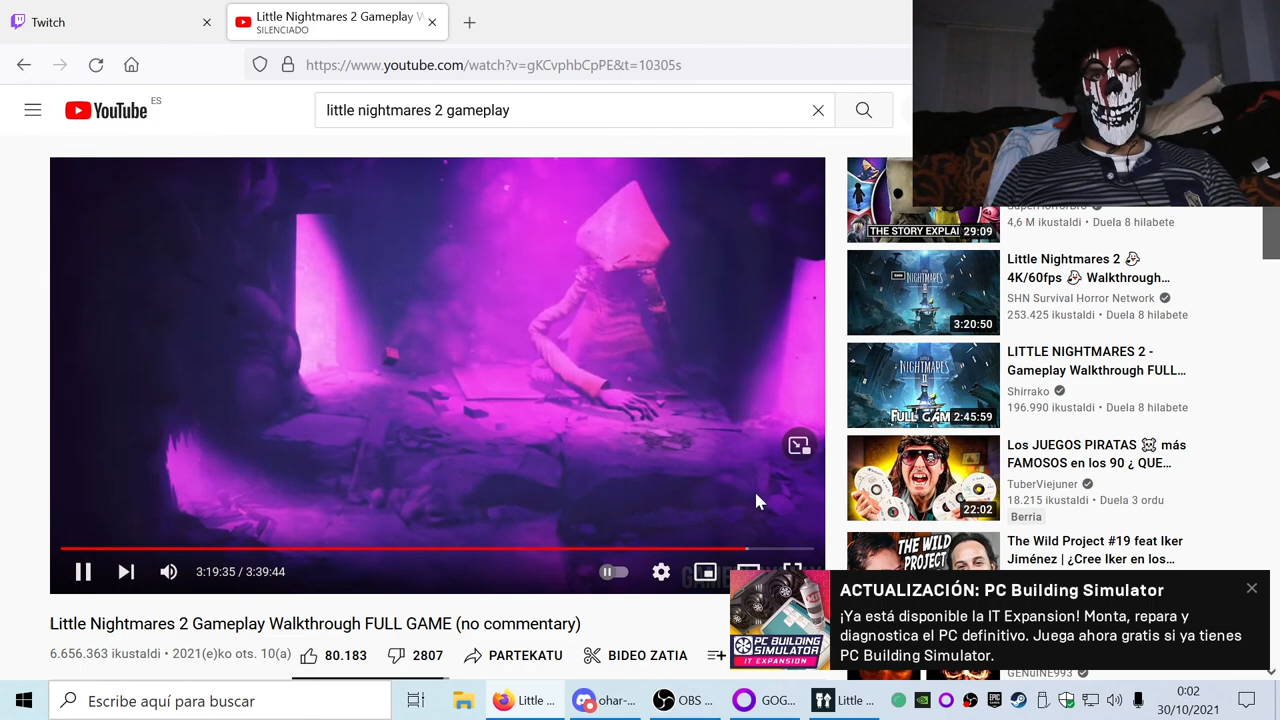 Twitch
Little Nightmares 2 Gameplay W
SILENCIADO
https://www.youtube.com/watch?v=gKCvphbCpPE&t=10305s
YouTube ES
little nightmares 2 gameplay
THE STORY EXPLAI 29:09
4,6 M ikustaldi • Duela 8 hilabete
NIGHTMARES
3:20:50
Little Nightmares 2 👻
4K/60fps 👻 Walkthrough...
SHN Survival Horror Network
253.425 ikustaldi • Duela 8 hilabete
NIGHTMARES
FULL GAM 2:45:59
LITTLE NIGHTMARES 2 -
Gameplay Walkthrough FULL...
Shirrako
196.990 ikustaldi • Duela 8 hilabete
22:02
Los JUEGOS PIRATAS ☠ más
FAMOSOS en los 90 ¿ QUE...
TuberViejuner
18.215 ikustaldi • Duela 3 ordu
Berria
THE WILD
PROJECT
The Wild Project #19 feat Iker
Jiménez | ¿Cree Iker en los...
3:19:35 / 3:39:44
Little Nightmares 2 Gameplay Walkthrough FULL GAME (no commentary)
6.656.363 ikustaldi • 2021(e)ko ots. 10(a)
80.183
2807
PARTEKATU
BIDEO ZATIA
PC BUILDING
SIMULATOR
IT EXPANSION
ACTUALIZACIÓN: PC Building Simulator
¡Ya está disponible la IT Expansion! Monta, repara y
diagnostica el PC definitivo. Juega ahora gratis si ya tienes
PC Building Simulator.
GENUINE993
Escribe aquí para buscar
Little ...
ohar-...
OBS ...
GOG...
Little ...
0:02
30/10/2021